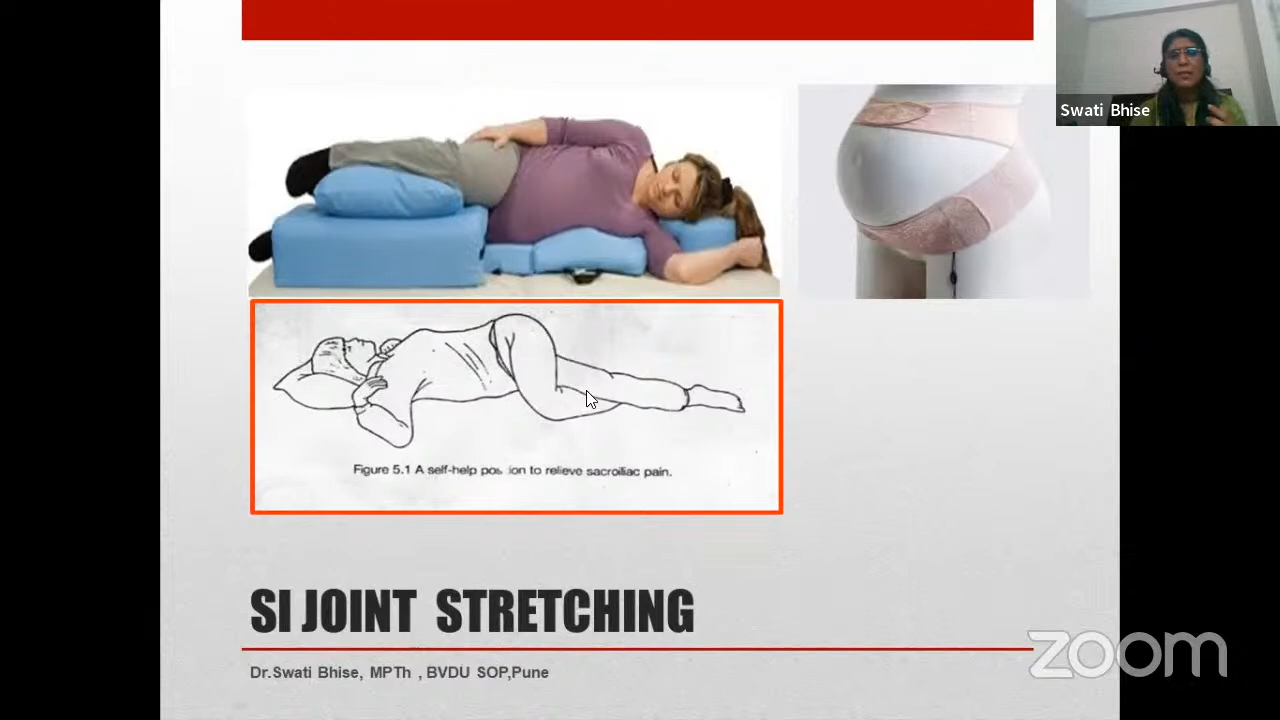 Swati Bhise
Figure 5.1 A self-help pos ion to relieve sacroiliac pain.
SI JOINT STRETCHING
Dr.Swati Bhise, MPTh , BVDU SOP,Pune
zoom